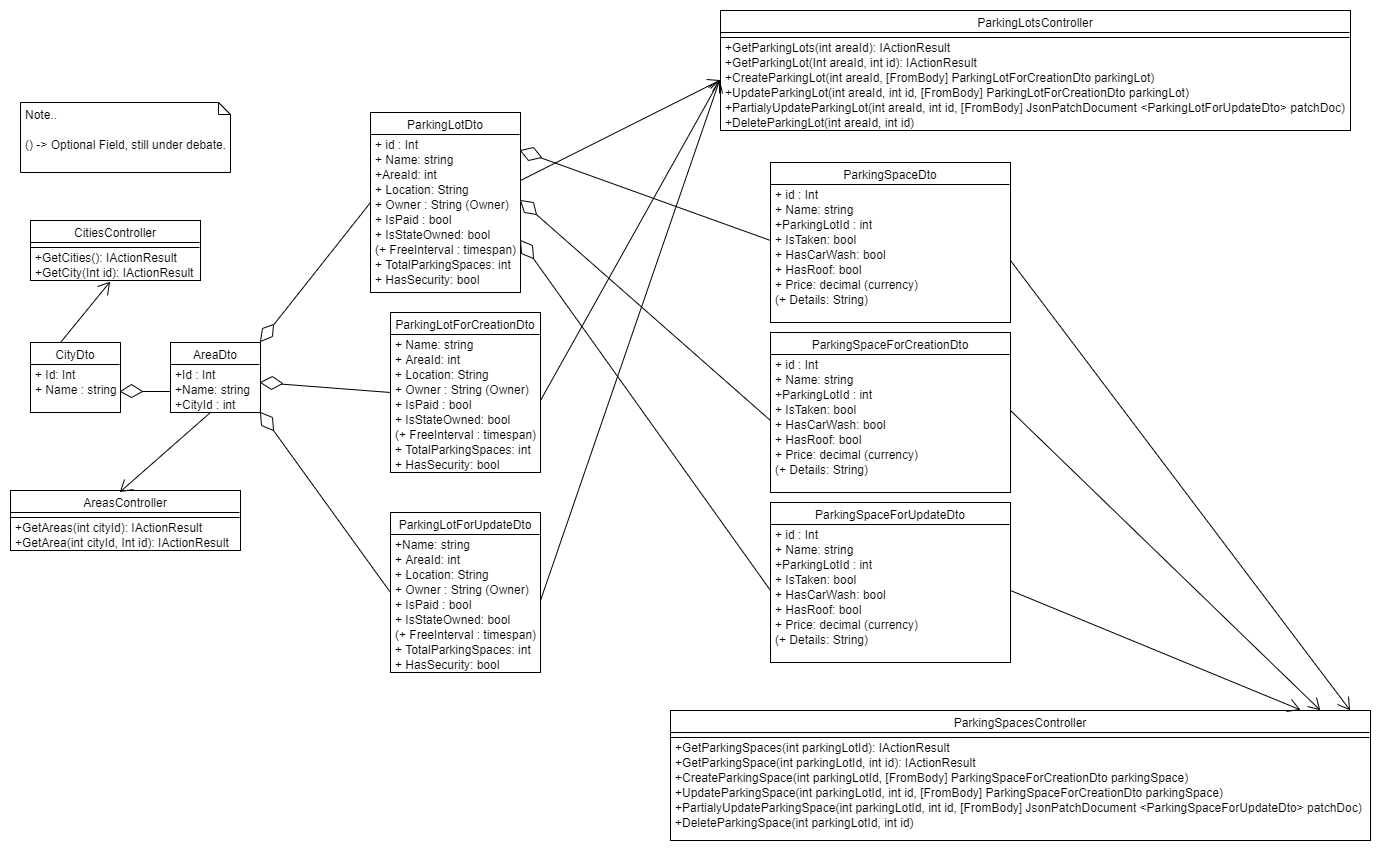 ParkingLotsController
+GetParkingLots(int areaId): IActionResult
+GetParkingLot(Int areaId, int id): IActionResult
+CreateParkingLot(int areaId, [FromBody] ParkingLotForCreationDto parkingLot)
+UpdateParkingLot(int areaId, int id, [FromBody] ParkingLotForCreationDto parkingLot)
+PartialyUpdateParkingLot(int areaId, int id, [FromBody] JsonPatchDocument <ParkingLotForUpdateDto> patchDoc)
+DeleteParkingLot(int areaId, int id)
Note..
() -> Optional Field, still under debate.
ParkingLotDto
+ id : Int
+ Name: string
+AreaId: int
+ Location: String
+ Owner : String (Owner)
+ IsPaid : bool
+ IsStateOwned: bool
(+ FreeInterval : timespan)
+ TotalParkingSpaces: int
+ HasSecurity: bool
ParkingSpaceDto
+ id : Int
+ Name: string
+ParkingLotId : int
+ IsTaken: bool
+ HasCarWash: bool
+ HasRoof: bool
+ Price: decimal (currency)
(+ Details: String)
CitiesController
+GetCities(): IActionResult
+GetCity(Int id): IActionResult
CityDto
+ Id: Int
+ Name : string
AreaDto
+Id : Int
+Name: string
+CityId : int
ParkingLotForCreationDto
+ Name: string
+ AreaId: int
+ Location: String
+ Owner : String (Owner)
+ IsPaid : bool
+ IsStateOwned: bool
(+ FreeInterval : timespan)
+ TotalParkingSpaces: int
+ HasSecurity: bool
ParkingSpaceForCreationDto
+ id : Int
+ Name: string
+ParkingLotId : int
+ IsTaken: bool
+ HasCarWash: bool
+ HasRoof: bool
+ Price: decimal (currency)
(+ Details: String)
AreasController
+GetAreas(int cityId): IActionResult
+GetArea(int cityId, Int id): IActionResult
ParkingLotForUpdateDto
+Name: string
+ AreaId: int
+ Location: String
+ Owner : String (Owner)
+ IsPaid : bool
+ IsStateOwned: bool
(+ FreeInterval : timespan)
+ TotalParkingSpaces: int
+ HasSecurity: bool
ParkingSpaceForUpdateDto
+ id : Int
+ Name: string
+ParkingLotId : int
+ IsTaken: bool
+ HasCarWash: bool
+ HasRoof: bool
+ Price: decimal (currency)
(+ Details: String)
ParkingSpacesController
+GetParkingSpaces(int parkingLotId): IActionResult
+GetParkingSpace(int parkingLotId, int id): IActionResult
+CreateParkingSpace(int parkingLotId, [FromBody] ParkingSpaceForCreationDto parkingSpace)
+UpdateParkingSpace(int parkingLotId, int id, [FromBody] ParkingSpaceForCreationDto parkingSpace)
+PartialyUpdateParkingSpace(int parkingLotId, int id, [FromBody] JsonPatchDocument <ParkingSpaceForUpdateDto> patchDoc)
+DeleteParkingSpace(int parkingLotId, int id)